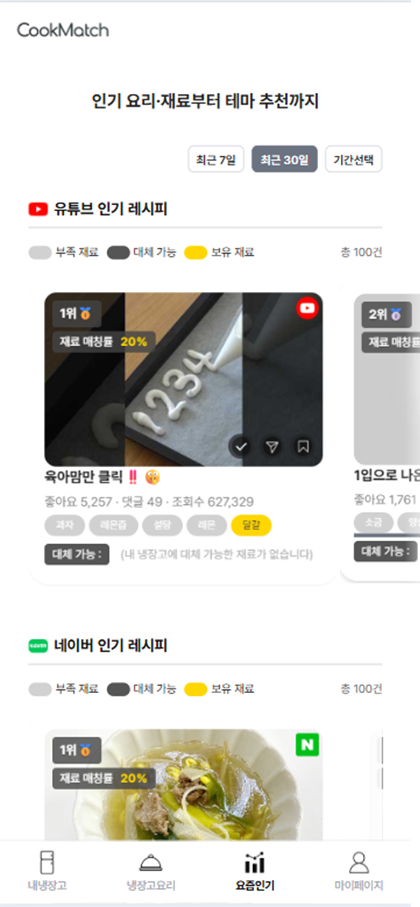 CookMatch
인기 요리·재료부터 테마 추천까지
최근 7일 최근 30일 기간선택
유튜브 인기 레시피
부족 재료 대체 가능 보유 재료 총 100건
1위
재료 매칭률 20%
1234
육아맘만 클릭‼️
좋아요 5,257 · 댓글 49 · 조회수 627,329
과자 레몬즙 설탕 레몬 달걀
대체 가능 : (내 냉장고에 대체 가능한 재료가 없습니다)
2위
재료 매칭률
1입으로 나온
좋아요 1,761
소금
대체 가능 :
네이버 인기 레시피
부족 재료 대체 가능 보유 재료 총 100건
1위
N
재료 매칭률 20%
내냉장고 냉장고요리 요즘인기 마이페이지